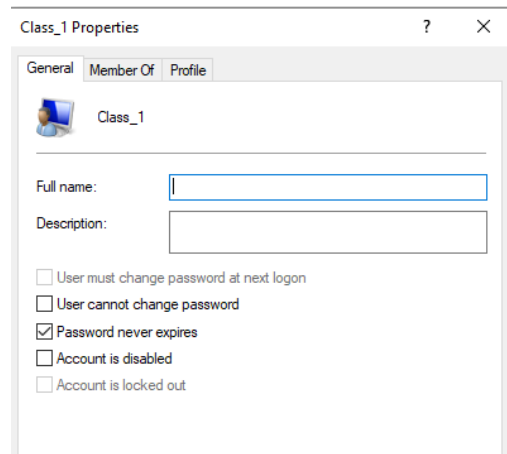 Class_1 Properties ?
General Member Of Profile
Class_1
Full name:
Description:
User must change password at next logon
User cannot change password
Password never expires
Account is disabled
Account is locked out